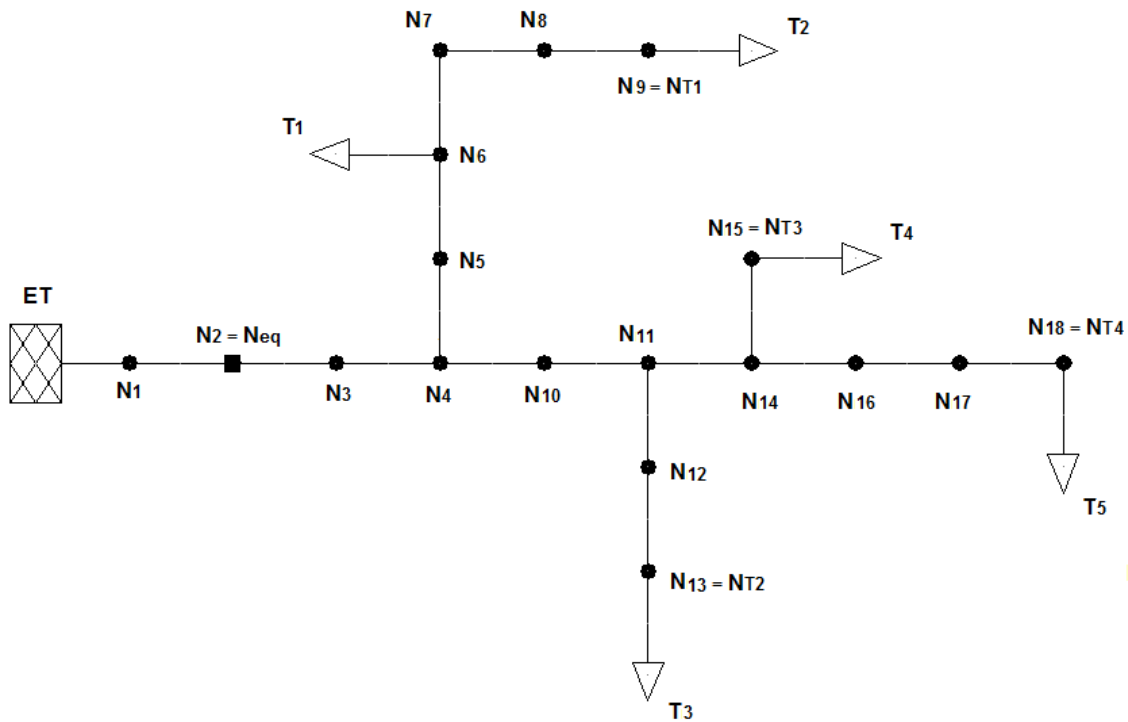 N7
N8
T2
N9 = NT1
T1
N6
N15 = NT3
T4
N5
ET
N2 = Neq
N11
N18 = NT4
N1
N3
N4
N10
N14
N16
N17
N12
T5
N13 = NT2
T3